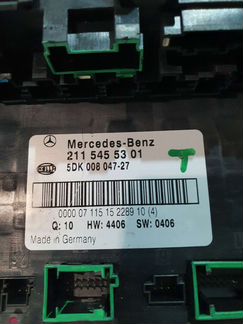 Mercedes-Benz
211 545 53 01
HELLA
5DK 008 047-27
T
0000 07 115 15 2289 10 (4)
Q: 10 HW: 4406 SW: 0406
Made in Germany